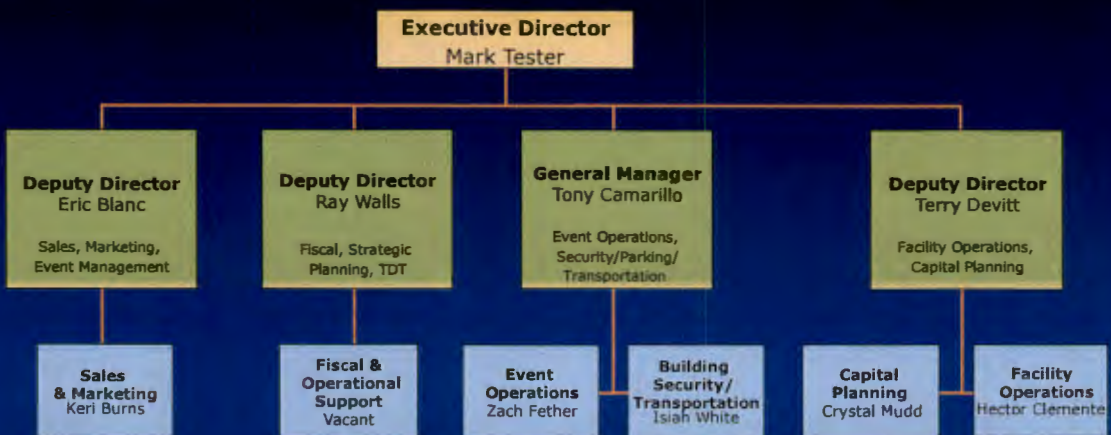 Executive Director
Mark Tester
Deputy Director
Eric Blanc
Sales, Marketing,
Event Management
Deputy Director
Ray Walls
Fiscal, Strategic
Planning, TDT
General Manager
Tony Camarillo
Event Operations,
Security/Parking/
Transportation
Deputy Director
Terry Devitt
Facility Operations,
Capital Planning
Sales
& Marketing
Keri Burns
Fiscal &
Operational
Support
Vacant
Event
Operations
Zach Fether
Building
Security/
Transportation
Isiah White
Capital
Planning
Crystal Mudd
Facility
Operations
Hector Clemente